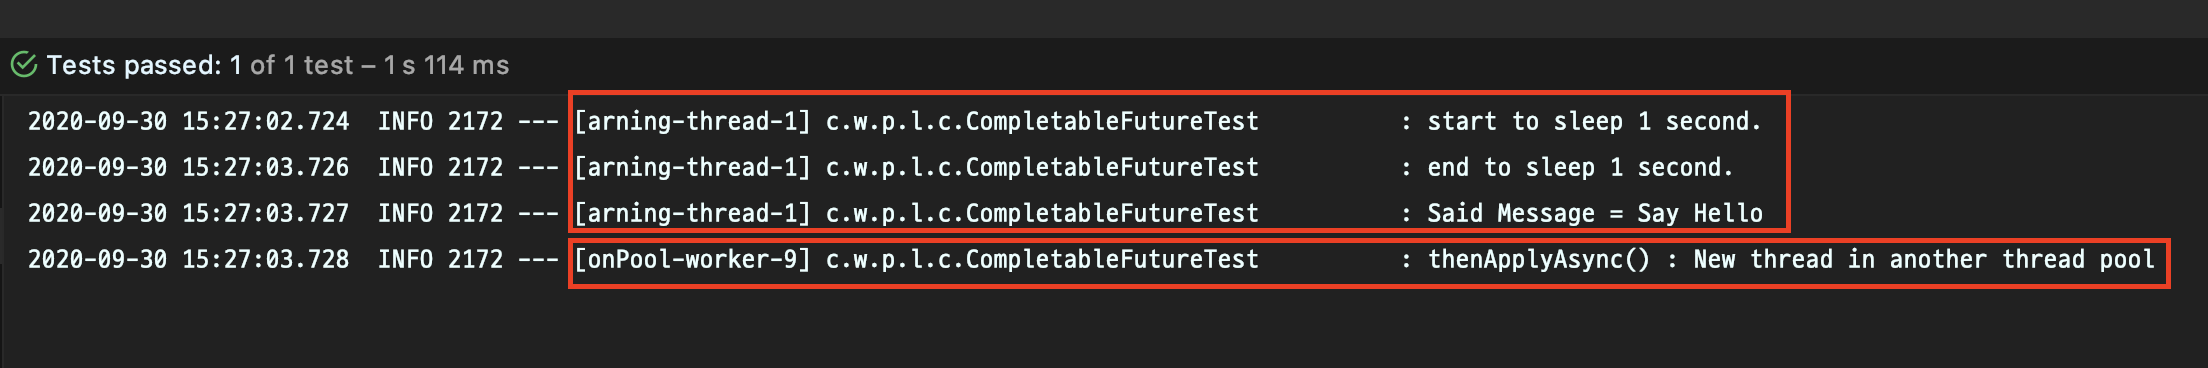 Tests passed: 1 of 1 test – 1 s 114 ms
2020-09-30 15:27:02.724  INFO 2172 --- [arning-thread-1] c.w.p.l.c.CompletableFutureTest          : start to sleep 1 second.
2020-09-30 15:27:03.726  INFO 2172 --- [arning-thread-1] c.w.p.l.c.CompletableFutureTest          : end to sleep 1 second.
2020-09-30 15:27:03.727  INFO 2172 --- [arning-thread-1] c.w.p.l.c.CompletableFutureTest          : Said Message = Say Hello
2020-09-30 15:27:03.728  INFO 2172 --- [onPool-worker-9] c.w.p.l.c.CompletableFutureTest          : thenApplyAsync() : New thread in another thread pool